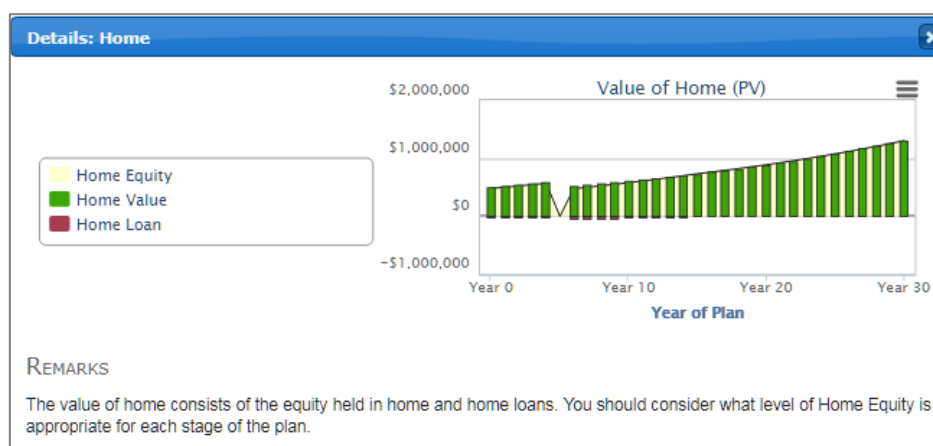 Details: Home
Value of Home (PV)
$2,000,000
$1,000,000
$0
-$1,000,000
Home Equity
Home Value
Home Loan
Year 0
Year 10
Year 20
Year 30
Year of Plan
REMARKS
The value of home consists of the equity held in home and home loans. You should consider what level of Home Equity is
appropriate for each stage of the plan.